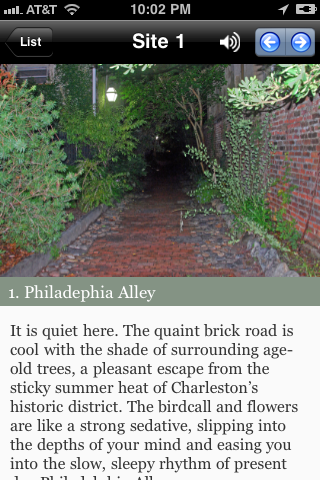 AT&T 10:02 PM
List Site 1
1. Philadephia Alley
It is quiet here. The quaint brick road is
cool with the shade of surrounding age-
old trees, a pleasant escape from the
sticky summer heat of Charleston's
historic district. The birdcall and flowers
are like a strong sedative, slipping into
the depths of your mind and easing you
into the slow, sleepy rhythm of present